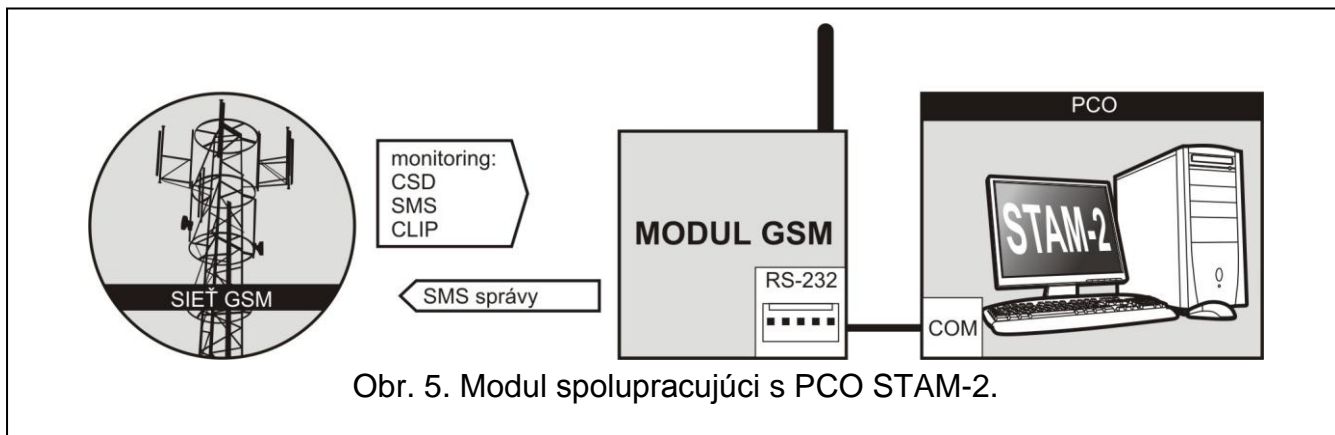 SIEŤ GSM
monitoring:
CSD
SMS
CLIP
SMS správy
MODUL GSM
RS-232
PCO
STAM-2
COM
Obr. 5. Modul spolupracujúci s PCO STAM-2.